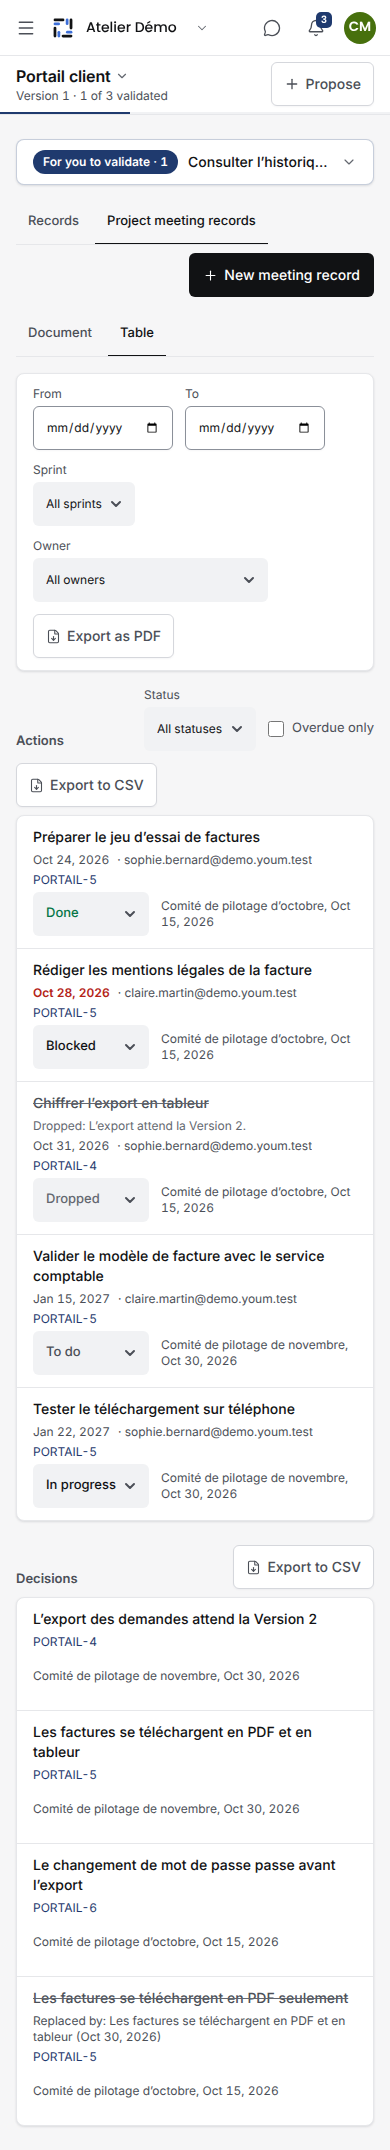 Atelier Démo
3
CM
Portail client
Version 1 · 1 of 3 validated
Propose
For you to validate · 1 Consulter l’historiq...
Records Project meeting records
New meeting record
Document Table
From To
mm/dd/yyyy mm/dd/yyyy
Sprint
All sprints
Owner
All owners
Export as PDF
Status
Actions All statuses Overdue only
Export to CSV
Préparer le jeu d’essai de factures
Oct 24, 2026 · sophie.bernard@demo.youm.test
PORTAIL-5
Done Comité de pilotage d’octobre, Oct
15, 2026
Rédiger les mentions légales de la facture
Oct 28, 2026 · claire.martin@demo.youm.test
PORTAIL-5
Blocked Comité de pilotage d’octobre, Oct
15, 2026
Chiffrer l’export en tableur
Dropped: L’export attend la Version 2.
Oct 31, 2026 · sophie.bernard@demo.youm.test
PORTAIL-4
Dropped Comité de pilotage d’octobre, Oct
15, 2026
Valider le modèle de facture avec le service
comptable
Jan 15, 2027 · claire.martin@demo.youm.test
PORTAIL-5
To do Comité de pilotage de novembre,
Oct 30, 2026
Tester le téléchargement sur téléphone
Jan 22, 2027 · sophie.bernard@demo.youm.test
PORTAIL-5
In progress Comité de pilotage de novembre,
Oct 30, 2026
Decisions Export to CSV
L’export des demandes attend la Version 2
PORTAIL-4
Comité de pilotage de novembre, Oct 30, 2026
Les factures se téléchargent en PDF et en
tableur
PORTAIL-5
Comité de pilotage de novembre, Oct 30, 2026
Le changement de mot de passe passe avant
l’export
PORTAIL-6
Comité de pilotage d’octobre, Oct 15, 2026
Les factures se téléchargent en PDF seulement
Replaced by: Les factures se téléchargent en PDF et en
tableur (Oct 30, 2026)
PORTAIL-5
Comité de pilotage d’octobre, Oct 15, 2026